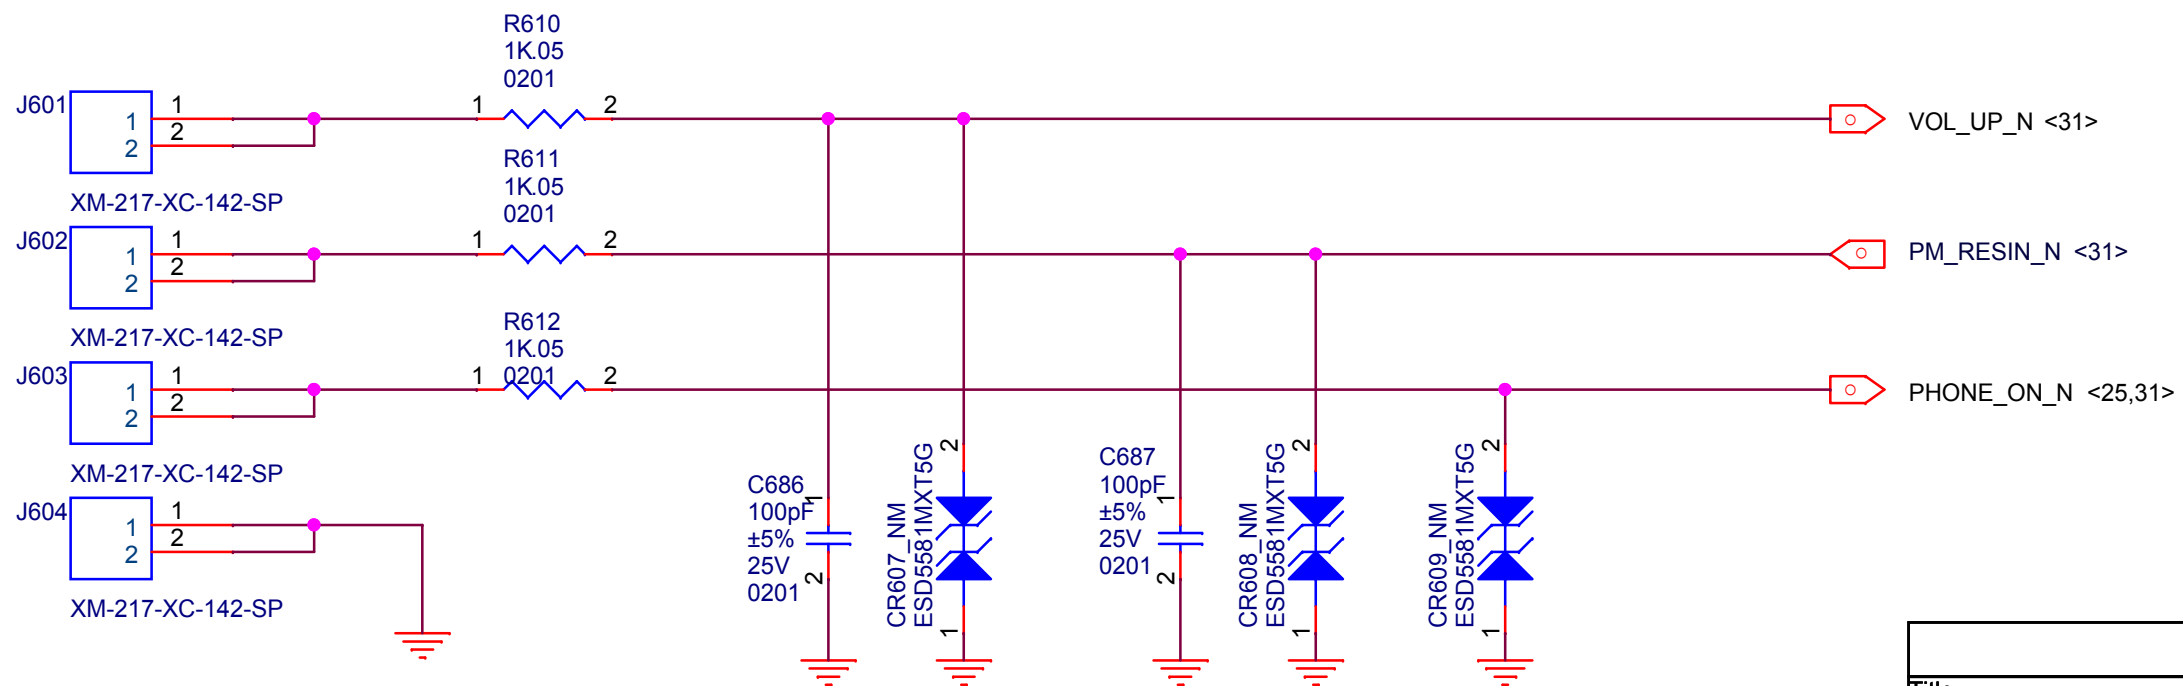 R610
1K.05
0201
J601
1
2
1
2
1
2
XM-217-XC-142-SP
VOL_UP_N <31>
R611
1K.05
0201
J602
1
2
1
2
1
2
XM-217-XC-142-SP
PM_RESIN_N <31>
R612
1K.05
0201
J603
1
2
1
2
1
2
XM-217-XC-142-SP
PHONE_ON_N <25,31>
J604
1
2
1
2
XM-217-XC-142-SP
C686
100pF
±5%
25V
0201
1
2
CR607_NM
ESD5581MXT5G
2
1
C687
100pF
±5%
25V
0201
1
2
CR608_NM
ESD5581MXT5G
2
1
CR609_NM
ESD5581MXT5G
2
1